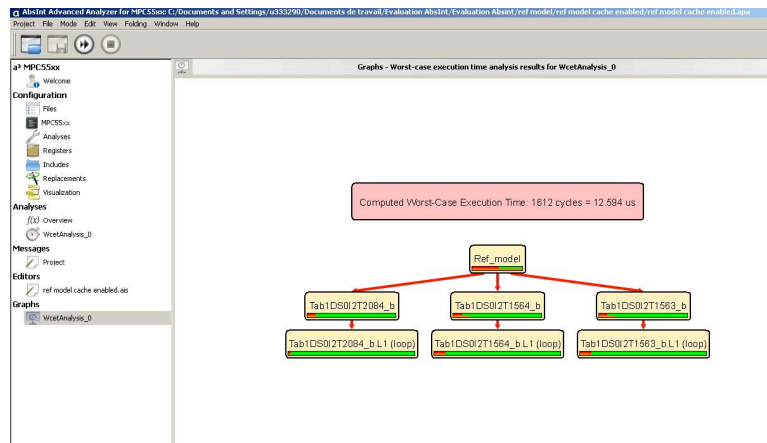 AbsInt Advanced Analyzer for MPC55xx: C:/Documents and Settings/u333290/Documents de travail/Evaluation AbsInt/Evaluation Absint/ref model/ref model cache enabled/ref model cache enabled.apx
Project File Mode Edit View Folding Window Help
a³ MPC55xx
Graphs - Worst-case execution time analysis results for WcetAnalysis_0
Welcome
Configuration
Files
MPC55xx
Analyses
Registers
Includes
Replacements
Visualization
Analyses
f(x) Overview
WcetAnalysis_0
Messages
Project
Editors
ref model cache enabled.ais
Graphs
WcetAnalysis_0
Computed Worst-Case Execution Time: 1612 cycles = 12.594 us
Ref_model
Tab1DS0I2T2084_b
Tab1DS0I2T1564_b
Tab1DS0I2T1563_b
Tab1DS0I2T2084_b.L1 (loop)
Tab1DS0I2T1564_b.L1 (loop)
Tab1DS0I2T1563_b.L1 (loop)